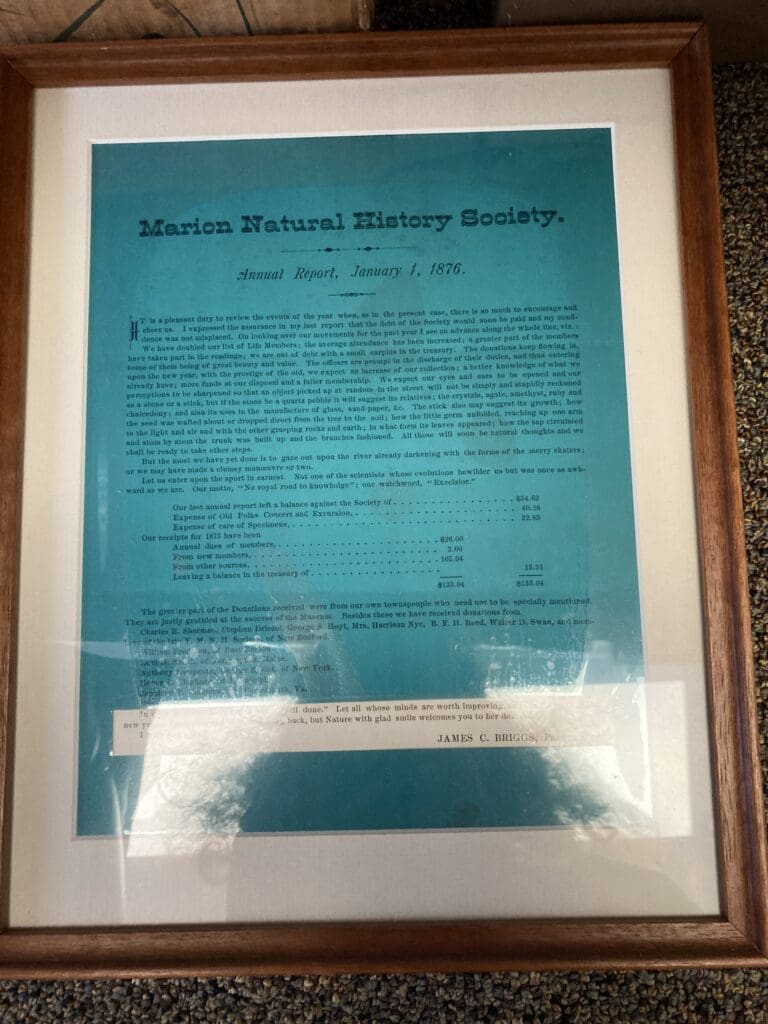 Marion Natural History Society.
Annual Report, January 1, 1876.
IT is a pleasant duty to review the events of the year when, as in the present case, there is so much to encourage and
cheer us. I expressed the assurance in my last report that the debt of the Society would soon be paid and my confi-
dence was not misplaced. On looking over our movements for the past year I see an advance along the whole line, viz.:
We have doubled our list of Life Members; the average attendance has been increased; a greater part of the members
have taken part in the readings; we are out of debt with a small surplus in the treasury. The donations keep flowing in,
some of them being of great beauty and value. The officers are prompt in the discharge of their duties, and thus entering
upon the new year, with the prestige of the old, we expect an increase of our collection; a better knowledge of what we
already have; more funds at our disposal and a fuller membership. We expect our eyes and ears to be opened and our
perceptions to be sharpened so that an object picked up at random in the street will not be simply and stupidly reckoned
as a stone or a stick, but if the stone be a quartz pebble it will suggest its relatives; the crystals, agate, amethyst, ruby and
chalcedony; and also its uses in the manufacture of glass, sand-paper, &c. The stick also may suggest its growth; how
the seed was wafted about or dropped direct from the tree to the soil; how the little germ unfolded, reaching up one arm
to the light and air and with the other grasping rocks and earth; in what form its leaves appeared; how the sap circulated
and atom by atom the trunk was built up and the branches fashioned. All these will soon be natural thoughts and we
shall be ready to take other steps.
But the most we have yet done is to gaze out upon the river already darkening with the forms of the merry skaters;
or we may have made a clumsy manœuvre or two.
Let us enter upon the sport in earnest. Not one of the scientists whose evolutions bewilder us but was once as awk-
ward as we are. Our motto, "No royal road to knowledge"; our watchword, "Excelsior."
Our last annual report left a balance against the Society of . . . . . . . . . . . $54.62
Expense of Old Folks Concert and Excursion, . . . . . . . . . . . . . . 40.28
Expense of care of Specimens, . . . . . . . . . . . . . . . . . . 22.83
Our receipts for 1875 have been
Annual dues of members, . . . . . . . . . . . . . $26.00
From new members, . . . . . . . . . . . . . . 2.00
From other sources, . . . . . . . . . . . . . . 105.04
Leaving a balance in the treasury of . . . . . . . . . . 15.31
$133.04 $133.04
The greater part of the Donations received were from our own townspeople who need not to be specially mentioned.
They are justly gratified at the success of the Museum. Besides these we have received donations from
Charles R. Sherman, Stephen Driscol, George S. Hoyt, Mrs. Harrison Nye, B. F. H. Reed, Walter D. Swan, and mem-
bers of the late Y. M. N. H. Society of New Bedford.
of East Boston
of Maine.
Anthony of New York.
Va.
done." Let all whose minds are worth improving
new back, but Nature with glad smile welcomes you to her
I
JAMES C. BRIGGS,